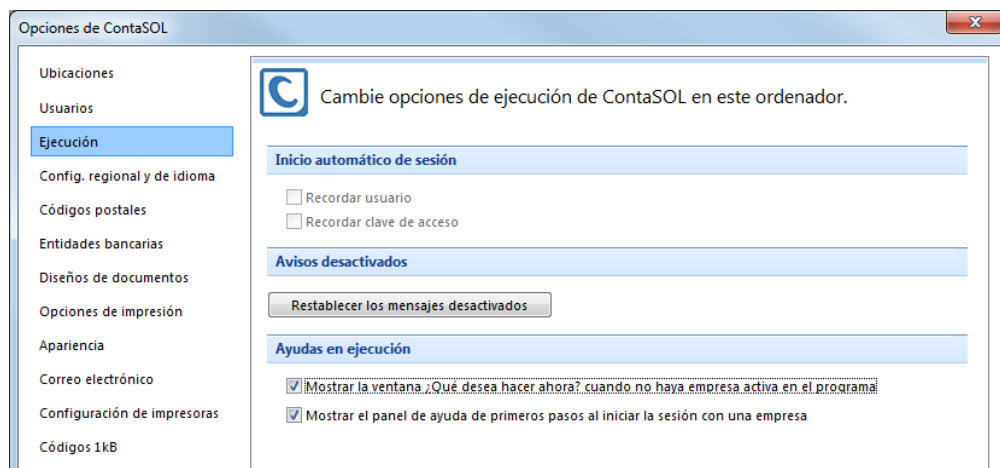 Opciones de ContaSOL
Ubicaciones
Usuarios
Ejecución
Config. regional y de idioma
Códigos postales
Entidades bancarias
Diseños de documentos
Opciones de impresión
Apariencia
Correo electrónico
Configuración de impresoras
Códigos 1kB
Cambie opciones de ejecución de ContaSOL en este ordenador.
Inicio automático de sesión
Recordar usuario
Recordar clave de acceso
Avisos desactivados
Restablecer los mensajes desactivados
Ayudas en ejecución
Mostrar la ventana ¿Qué desea hacer ahora? cuando no haya empresa activa en el programa
Mostrar el panel de ayuda de primeros pasos al iniciar la sesión con una empresa